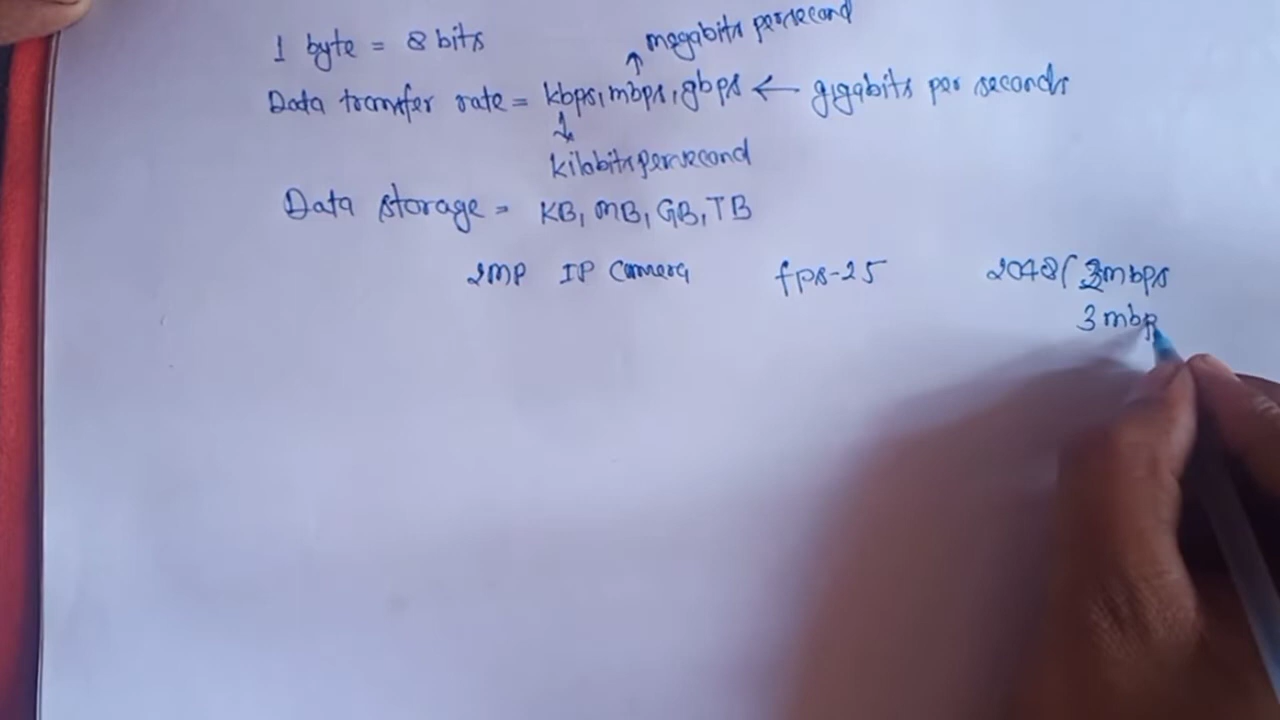 megabits per second
1 byte = 8 bits
Data transfer rate = kbps, mbps, gbps ← gigabits per seconds
kilobits per second
Data storage = KB, MB, GB, TB
2MP IP Camera fps-25 2048( mbps
3 mbp